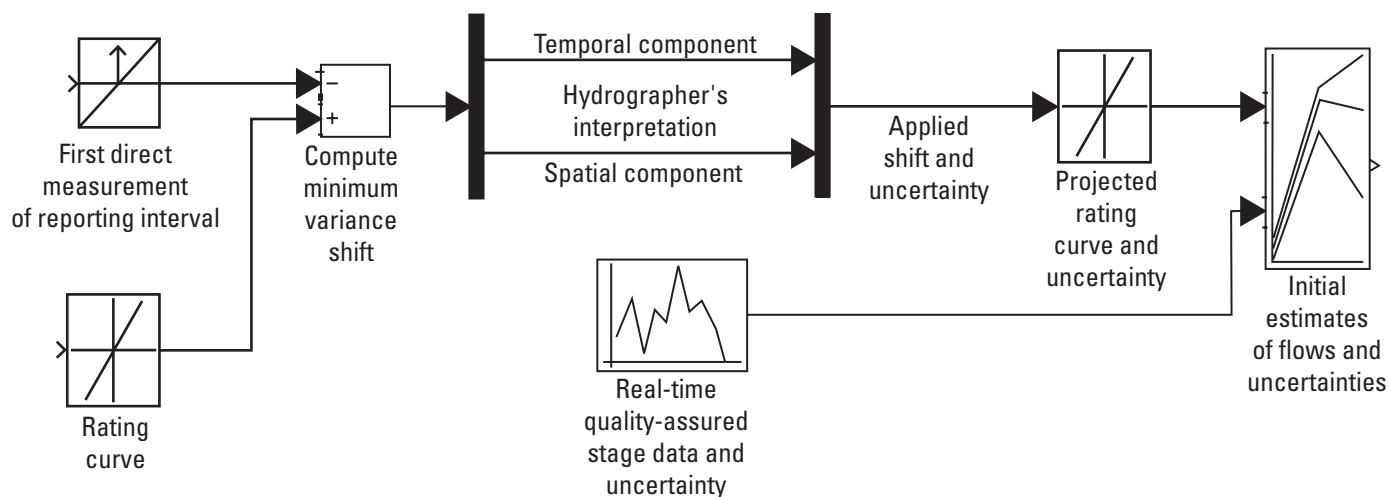 First direct
measurement
of reporting interval
−
+
Compute
minimum
variance
shift
Temporal component
Hydrographer's
interpretation
Spatial component
Applied
shift and
uncertainty
Projected
rating
curve and
uncertainty
Initial
estimates
of flows and
uncertainties
Rating
curve
Real-time
quality-assured
stage data and
uncertainty